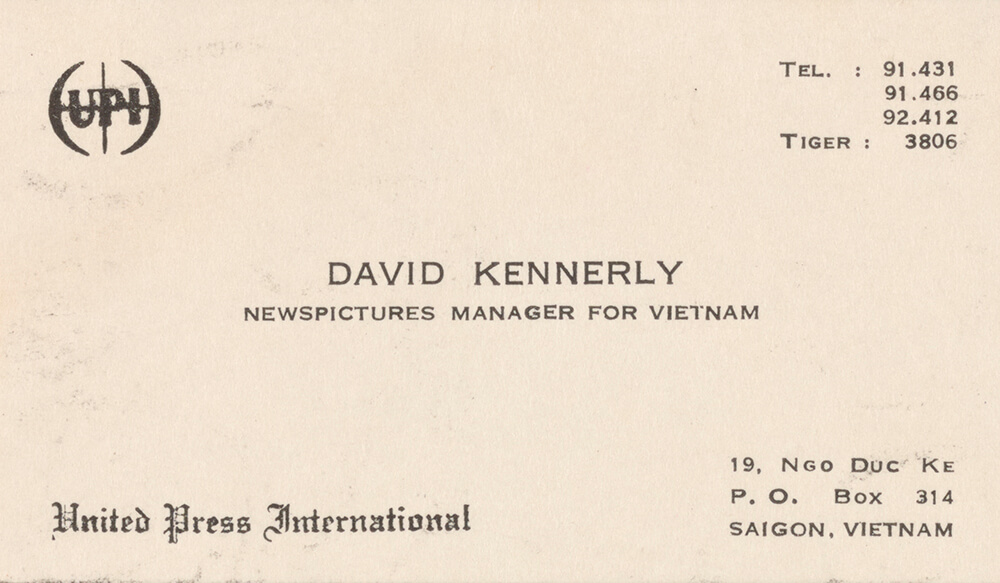 UPI
TEL. : 91.431
91.466
92.412
TIGER : 3806
DAVID KENNERLY
NEWSPICTURES MANAGER FOR VIETNAM
19, NGO DUC KE
P. O. BOX 314
SAIGON, VIETNAM
United Press International